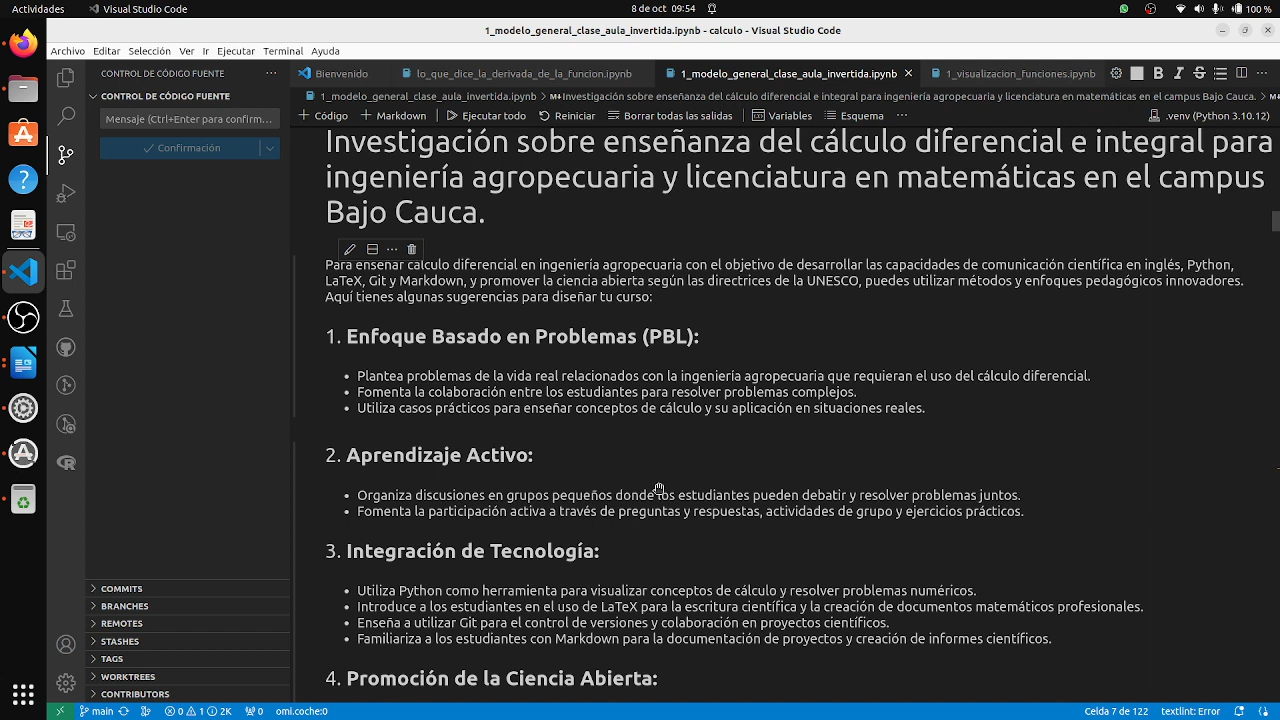 Actividades
Visual Studio Code
8 de oct 09:54
100 %
1_modelo_general_clase_aula_invertida.ipynb - calculo - Visual Studio Code
Archivo Editar Selección Ver Ir Ejecutar Terminal Ayuda
CONTROL DE CÓDIGO FUENTE
Bienvenido
lo_que_dice_la_derivada_de_la_funcion.ipynb
1_modelo_general_clase_aula_invertida.ipynb
1_visualizacion_funciones.ipynb
CONTROL DE CÓDIGO FUENTE
1_modelo_general_clase_aula_invertida.ipynb > M↓Investigación sobre enseñanza del cálculo diferencial e integral para ingeniería agropecuaria y licenciatura en matemáticas en el campus Bajo Cauca. >
Mensaje (Ctrl+Enter para confirm...
Código Markdown Ejecutar todo Reiniciar Borrar todas las salidas Variables Esquema ... .venv (Python 3.10.12)
Confirmación
Investigación sobre enseñanza del cálculo diferencial e integral para
ingeniería agropecuaria y licenciatura en matemáticas en el campus
Bajo Cauca.
Para enseñar cálculo diferencial en ingeniería agropecuaria con el objetivo de desarrollar las capacidades de comunicación científica en inglés, Python,
LaTeX, Git y Markdown, y promover la ciencia abierta según las directrices de la UNESCO, puedes utilizar métodos y enfoques pedagógicos innovadores.
Aquí tienes algunas sugerencias para diseñar tu curso:
1. Enfoque Basado en Problemas (PBL):
• Plantea problemas de la vida real relacionados con la ingeniería agropecuaria que requieran el uso del cálculo diferencial.
• Fomenta la colaboración entre los estudiantes para resolver problemas complejos.
• Utiliza casos prácticos para enseñar conceptos de cálculo y su aplicación en situaciones reales.
2. Aprendizaje Activo:
• Organiza discusiones en grupos pequeños donde los estudiantes pueden debatir y resolver problemas juntos.
• Fomenta la participación activa a través de preguntas y respuestas, actividades de grupo y ejercicios prácticos.
3. Integración de Tecnología:
• Utiliza Python como herramienta para visualizar conceptos de cálculo y resolver problemas numéricos.
• Introduce a los estudiantes en el uso de LaTeX para la escritura científica y la creación de documentos matemáticos profesionales.
• Enseña a utilizar Git para el control de versiones y colaboración en proyectos científicos.
• Familiariza a los estudiantes con Markdown para la documentación de proyectos y creación de informes científicos.
4. Promoción de la Ciencia Abierta:
COMMITS
BRANCHES
REMOTES
STASHES
TAGS
WORKTREES
CONTRIBUTORS
main
0 1 2K
0
omi.coche:0
Celda 7 de 122
textlint: Error